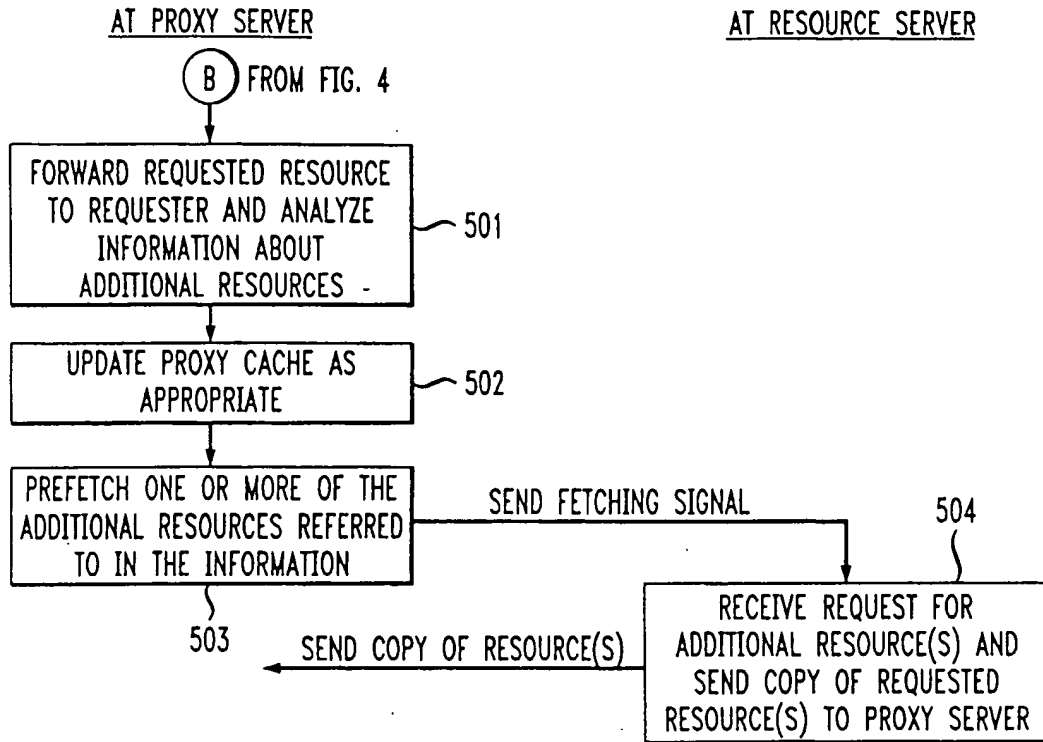 AT PROXY SERVER
AT RESOURCE SERVER
B FROM FIG. 4
FORWARD REQUESTED RESOURCE
TO REQUESTER AND ANALYZE
INFORMATION ABOUT
ADDITIONAL RESOURCES
501
UPDATE PROXY CACHE AS
APPROPRIATE
502
PREFETCH ONE OR MORE OF THE
ADDITIONAL RESOURCES REFERRED
TO IN THE INFORMATION
503
SEND FETCHING SIGNAL
504
RECEIVE REQUEST FOR
ADDITIONAL RESOURCE(S) AND
SEND COPY OF REQUESTED
RESOURCE(S) TO PROXY SERVER
SEND COPY OF RESOURCE(S)